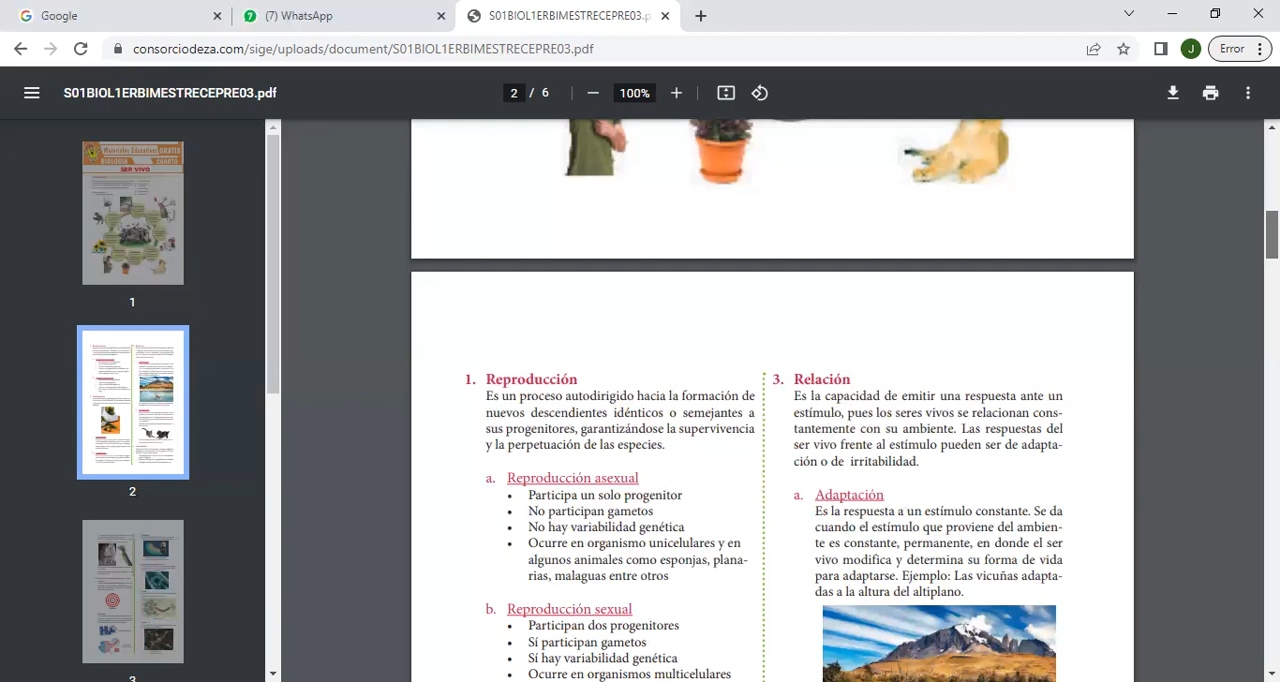 Google
(7) WhatsApp
S01BIOL1ERBIMESTRECEPRE03.p
consorciodeza.com/sige/uploads/document/S01BIOL1ERBIMESTRECEPRE03.pdf
J
Error
S01BIOL1ERBIMESTRECEPRE03.pdf
2 / 6
100%
Materiales Educativos GRATIS
BIOLOGIA CUARTO
SER VIVO
1
2
3
1. Reproducción
Es un proceso autodirigido hacia la formación de
nuevos descendientes idénticos o semejantes a
sus progenitores, garantizándose la supervivencia
y la perpetuación de las especies.
a. Reproducción asexual
• Participa un solo progenitor
• No participan gametos
• No hay variabilidad genética
• Ocurre en organismo unicelulares y en
algunos animales como esponjas, plana-
rias, malaguas entre otros
b. Reproducción sexual
• Participan dos progenitores
• Sí participan gametos
• Sí hay variabilidad genética
• Ocurre en organismos multicelulares
3. Relación
Es la capacidad de emitir una respuesta ante un
estímulo, pues los seres vivos se relacionan cons-
tantemente con su ambiente. Las respuestas del
ser vivo frente al estímulo pueden ser de adapta-
ción o de irritabilidad.
a. Adaptación
Es la respuesta a un estímulo constante. Se da
cuando el estímulo que proviene del ambien-
te es constante, permanente, en donde el ser
vivo modifica y determina su forma de vida
para adaptarse. Ejemplo: Las vicuñas adapta-
das a la altura del altiplano.